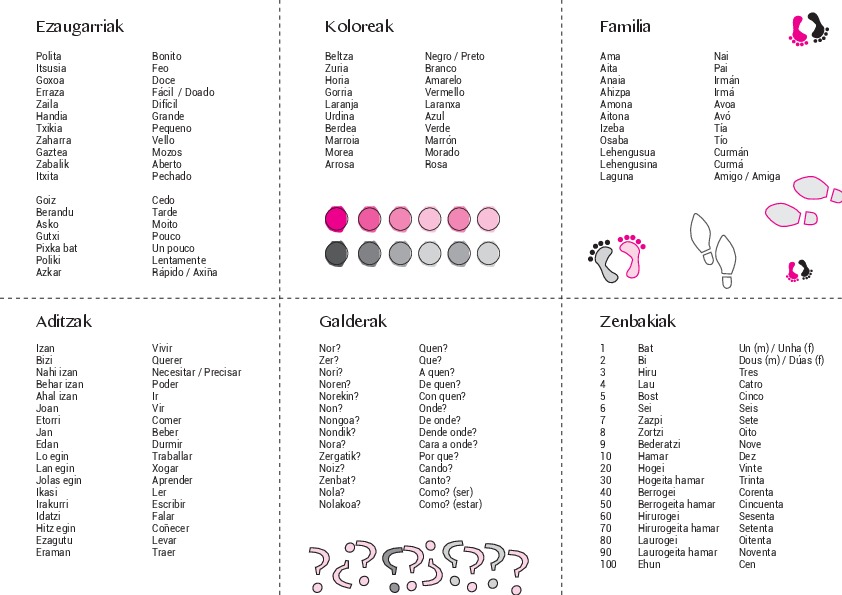 Ezaugarriak
Polita Bonito
Itsusia Feo
Goxoa Doce
Erraza Fácil / Doado
Zaila Difícil
Handia Grande
Txikia Pequeno
Zaharra Vello
Gaztea Mozos
Zabalik Aberto
Itxita Pechado
Goiz Cedo
Berandu Tarde
Asko Moito
Gutxi Pouco
Pixka bat Un pouco
Poliki Lentamente
Azkar Rápido / Axiña
Koloreak
Beltza Negro / Preto
Zuria Branco
Horia Amarelo
Gorria Vermello
Laranja Laranxa
Urdina Azul
Berdea Verde
Marroia Marrón
Morea Morado
Arrosa Rosa
Familia
Ama Nai
Aita Pai
Anaia Irmán
Ahizpa Irmá
Amona Avoa
Aitona Avó
Izeba Tía
Osaba Tío
Lehengusua Curmán
Lehengusina Curmá
Laguna Amigo / Amiga
Aditzak
Izan Vivir
Bizi Querer
Nahi izan Necesitar / Precisar
Behar izan Poder
Ahal izan Ir
Joan Vir
Etorri Comer
Jan Beber
Edan Durmir
Lo egin Traballar
Lan egin Xogar
Jolas egin Aprender
Ikasi Ler
Irakurri Escribir
Idatzi Falar
Hitz egin Coñecer
Ezagutu Levar
Eraman Traer
Galderak
Nor? Quen?
Zer? Que?
Nori? A quen?
Noren? De quen?
Norekin? Con quen?
Non? Onde?
Nongoa? De onde?
Nondik? Dende onde?
Nora? Cara a onde?
Zergatik? Por que?
Noiz? Cando?
Zenbat? Canto?
Nola? Como? (ser)
Nolakoa? Como? (estar)
Zenbakiak
1 Bat Un (m) / Unha (f)
2 Bi Dous (m) / Dúas (f)
3 Hiru Tres
4 Lau Catro
5 Bost Cinco
6 Sei Seis
7 Zazpi Sete
8 Zortzi Oito
9 Bederatzi Nove
10 Hamar Dez
20 Hogei Vinte
30 Hogeita hamar Trinta
40 Berrogei Corenta
50 Berrogeita hamar Cincuenta
60 Hirurogei Sesenta
70 Hirurogeita hamar Setenta
80 Laurogei Oitenta
90 Laurogeita hamar Noventa
100 Ehun Cen